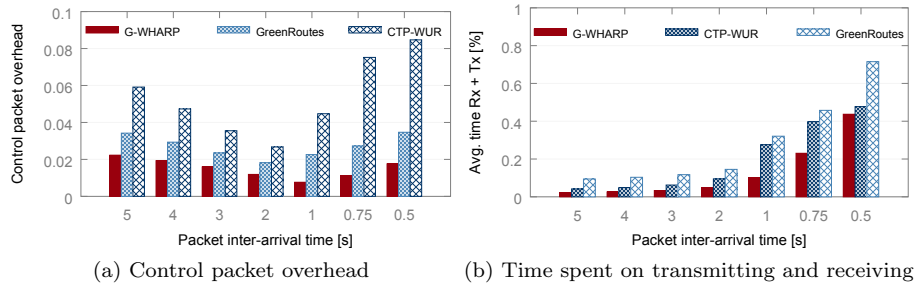 G-WHARP GreenRoutes CTP-WUR
Control packet overhead
0.1
0.08
0.06
0.04
0.02
0
5 4 3 2 1 0.75 0.5
Packet inter-arrival time [s]
(a) Control packet overhead
G-WHARP CTP-WUR GreenRoutes
Avg. time Rx + Tx [%]
1
0.8
0.6
0.4
0.2
0
5 4 3 2 1 0.75 0.5
Packet inter-arrival time [s]
(b) Time spent on transmitting and receiving